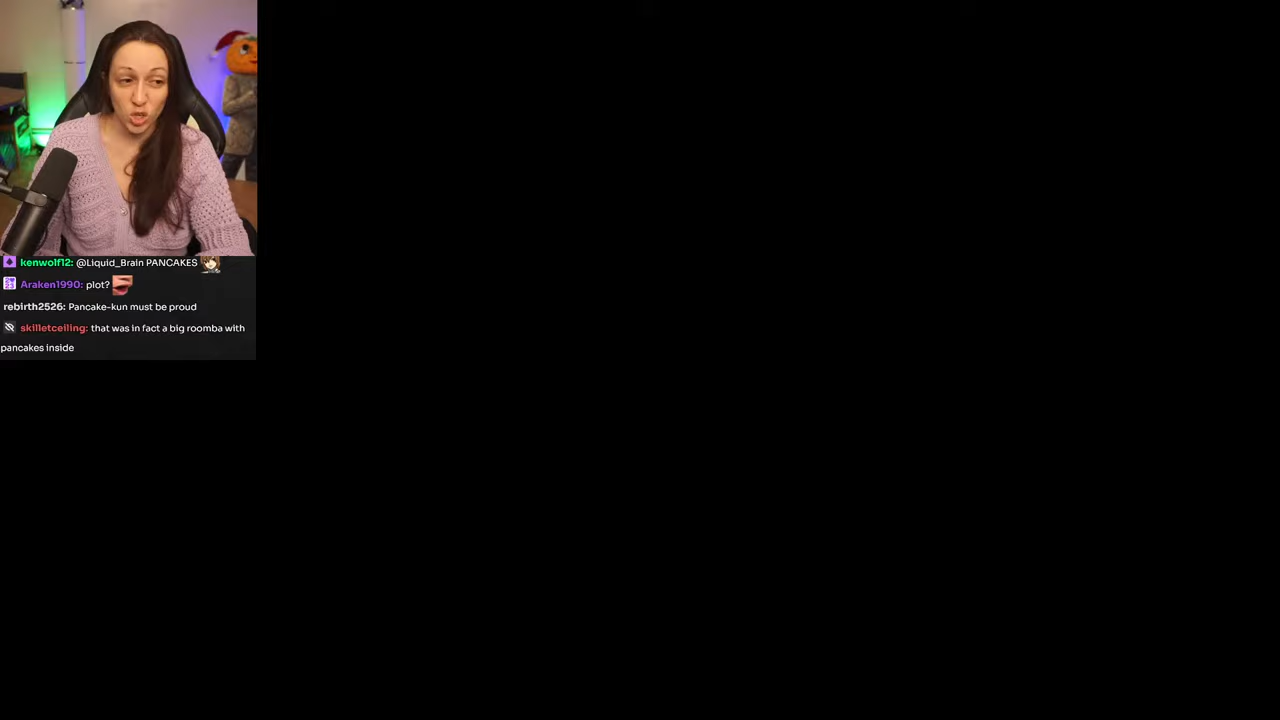 kenwolf12: @Liquid_Brain PANCAKES
Araken1990: plot?
rebirth2526: Pancake-kun must be proud
skilletceiling: that was in fact a big roomba with
pancakes inside